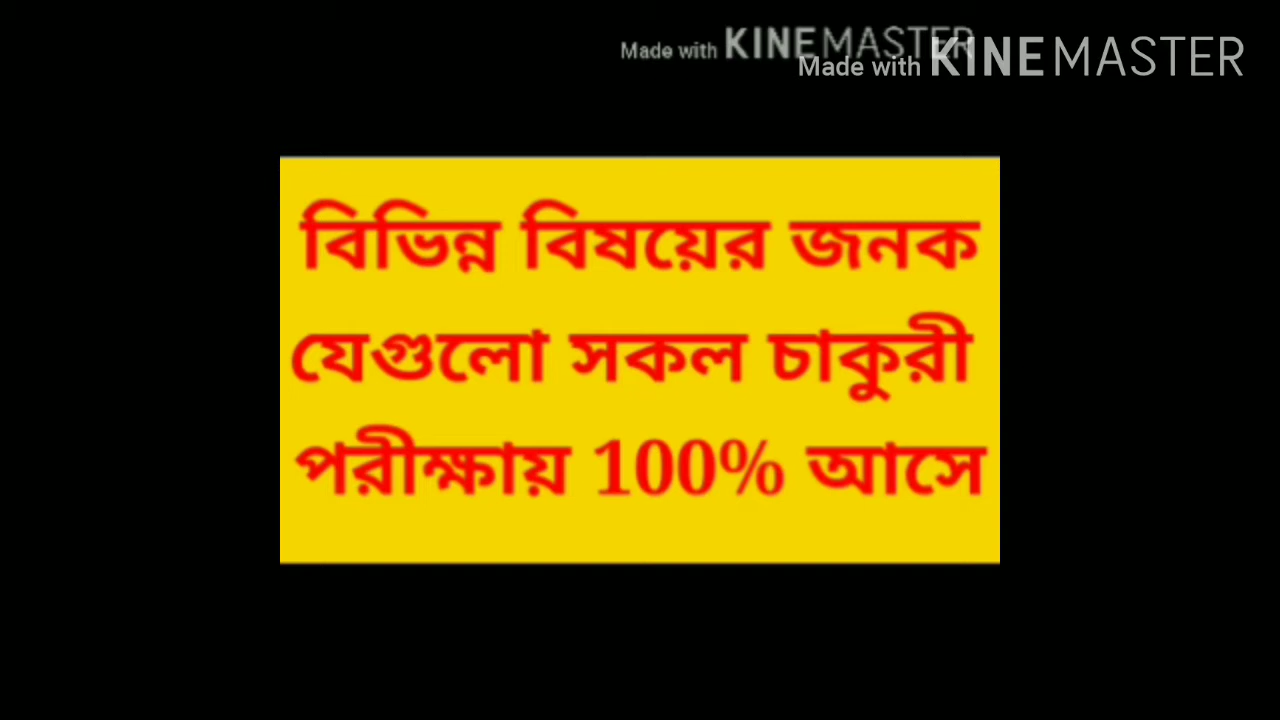 Made with KINEMASTER
Made with KINEMASTER
বিভিন্ন বিষয়ের জনক
যেগুলো সকল চাকুরী
পরীক্ষায় 100% আসে